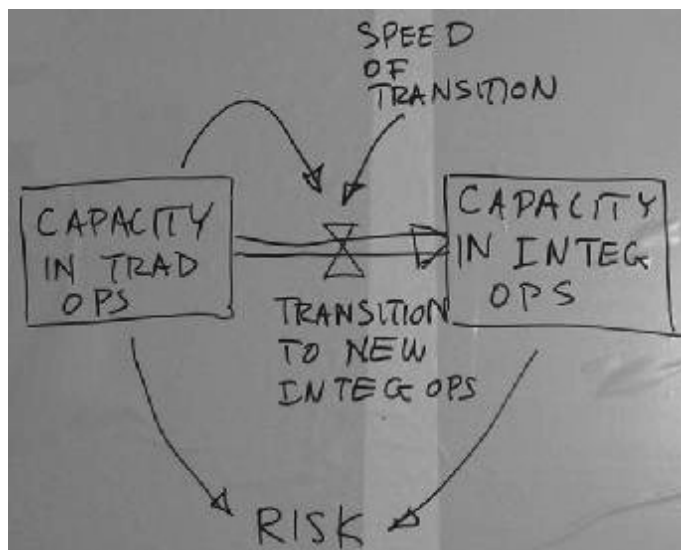 SPEED
OF
TRANSITION
CAPACITY
IN TRAD
OPS
CAPACITY
IN INTEG
OPS
TRANSITION
TO NEW
INTEG OPS
RISK